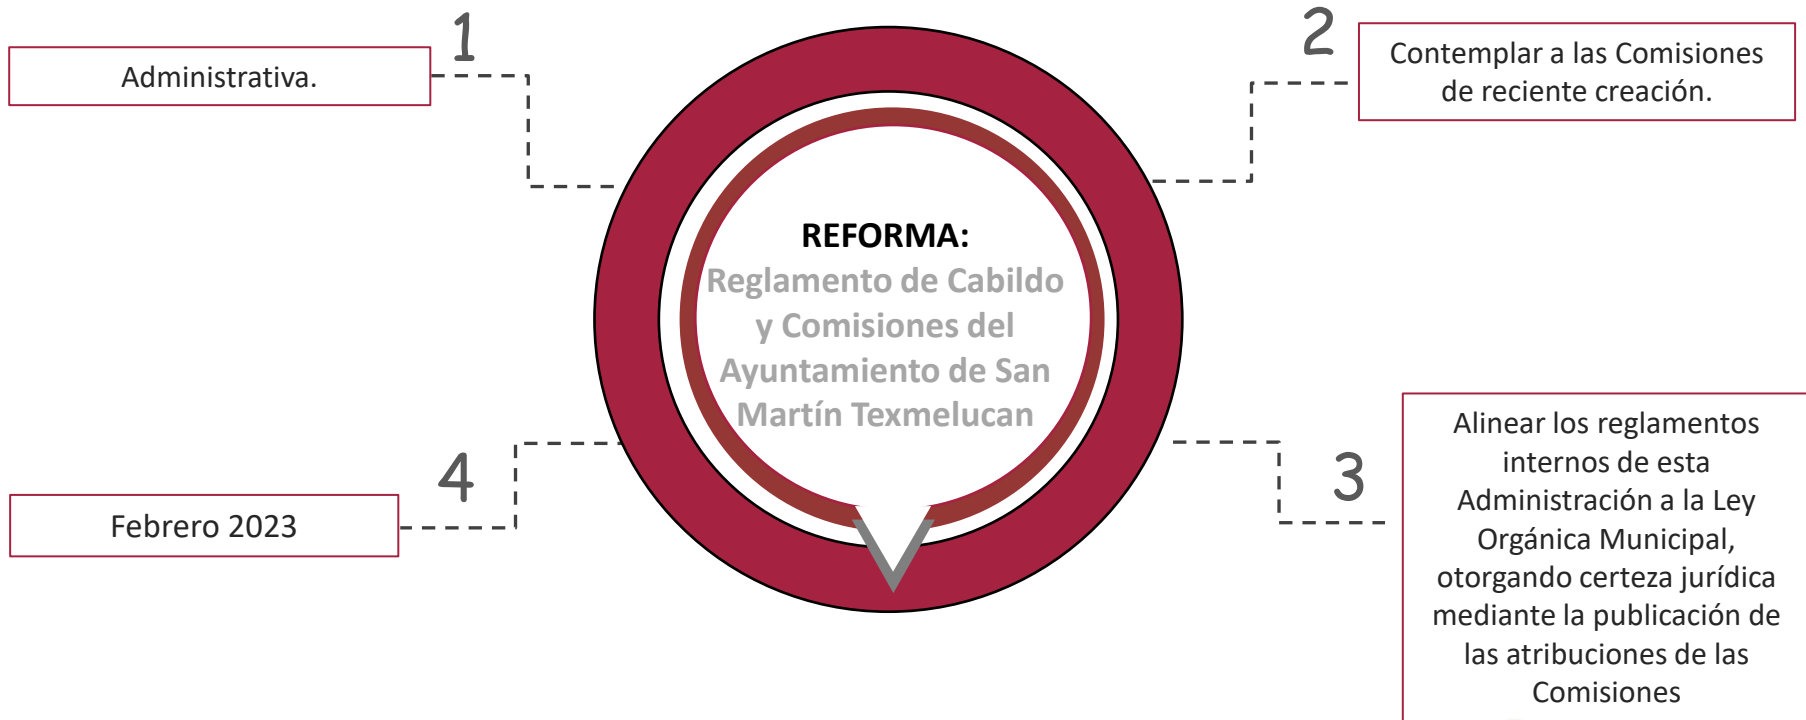 1
Administrativa.
2
Contemplar a las Comisiones
de reciente creación.
REFORMA:
Reglamento de Cabildo
y Comisiones del
Ayuntamiento de San
Martín Texmelucan
3
Alinear los reglamentos
internos de esta
Administración a la Ley
Orgánica Municipal,
otorgando certeza jurídica
mediante la publicación de
las atribuciones de las
Comisiones
4
Febrero 2023